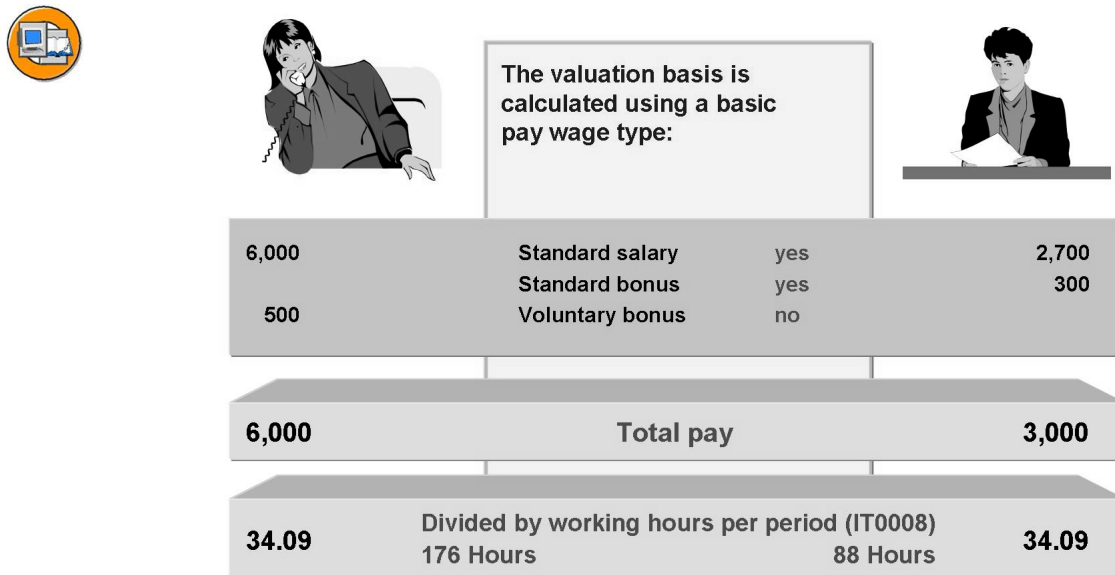 The valuation basis is
calculated using a basic
pay wage type:
6,000 Standard salary yes 2,700
Standard bonus yes 300
500 Voluntary bonus no
6,000 Total pay 3,000
Divided by working hours per period (IT0008)
34.09 34.09
176 Hours 88 Hours